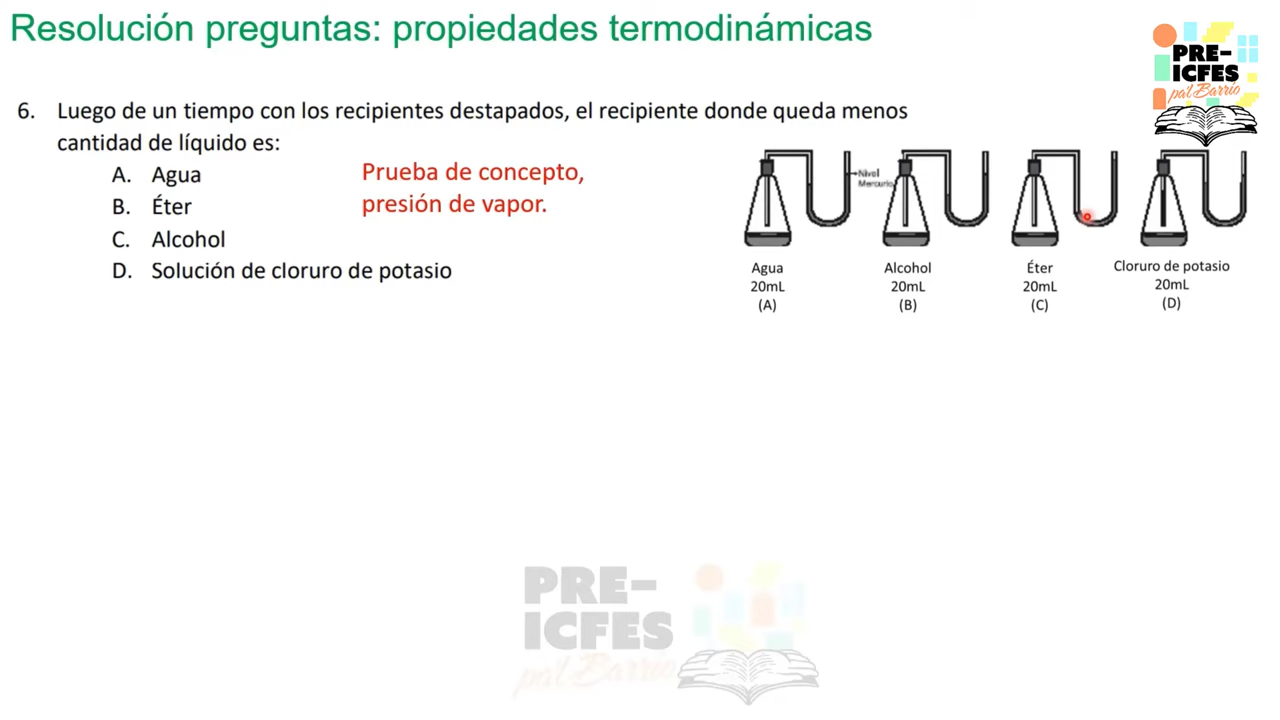 Resolución preguntas: propiedades termodinámicas
PRE-
ICFES
pa'l Barrio
6. Luego de un tiempo con los recipientes destapados, el recipiente donde queda menos
cantidad de líquido es:
A. Agua
B. Éter
C. Alcohol
D. Solución de cloruro de potasio
Prueba de concepto,
presión de vapor.
Nivel
Mercurio
Agua
20mL
(A)
Alcohol
20mL
(B)
Éter
20mL
(C)
Cloruro de potasio
20mL
(D)
PRE-
ICFES
pa'l Barrio